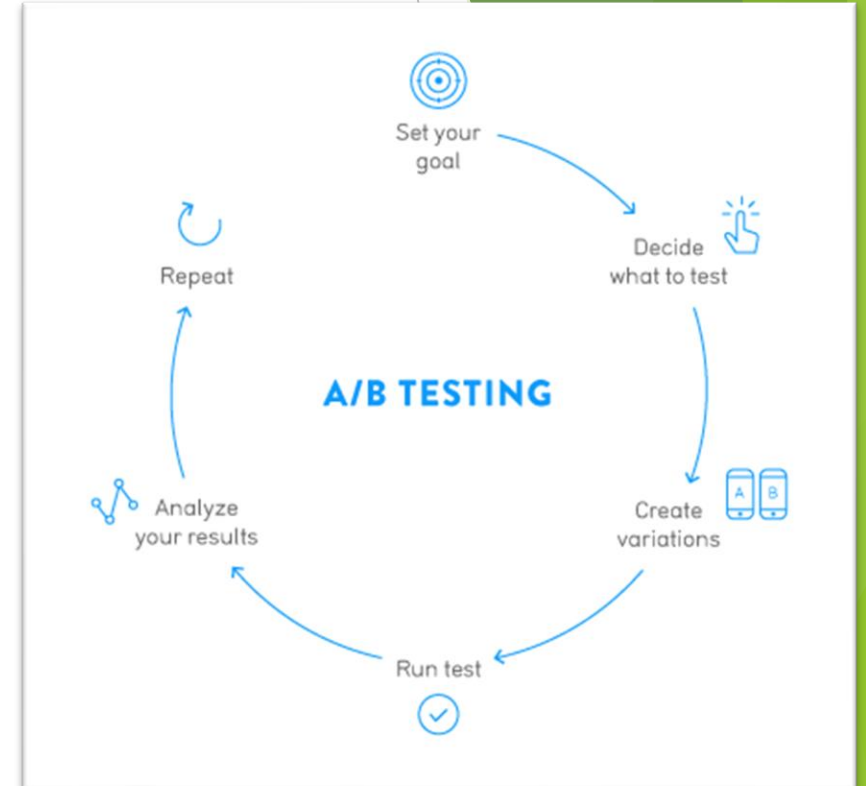 Set your
goal
Decide
what to test
Create
variations
A
B
Run test
Analyze
your results
Repeat
A/B TESTING